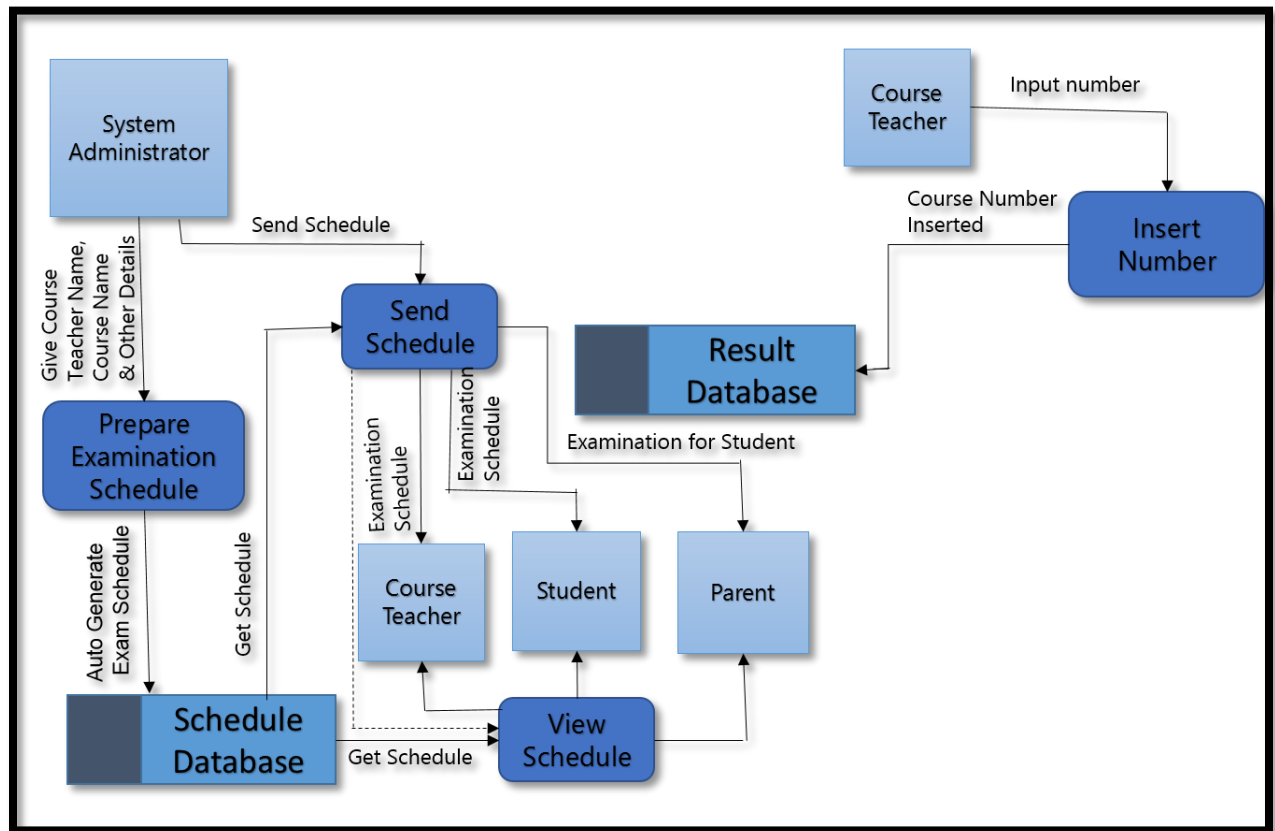 System
Administrator
Course
Teacher
Input number
Send Schedule
Course Number
Inserted
Insert
Number
Give Course
Teacher Name,
Course Name
& Other Details
Send
Schedule
Result
Database
Prepare
Examination
Schedule
Examination
Schedule
Examination
Schedule
Examination for Student
Auto Generate
Exam Schedule
Get Schedule
Course
Teacher
Student
Parent
Schedule
Database
Get Schedule
View
Schedule